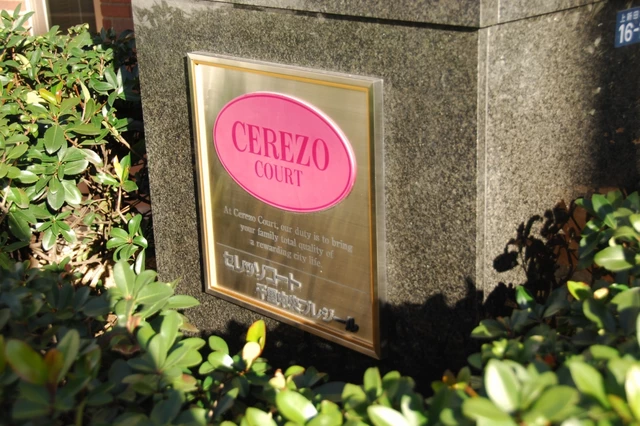 CEREZO
COURT
At Cerezo Court, our duty is to bring
your family total quality of
a rewarding city life.
セレッソコート
16-